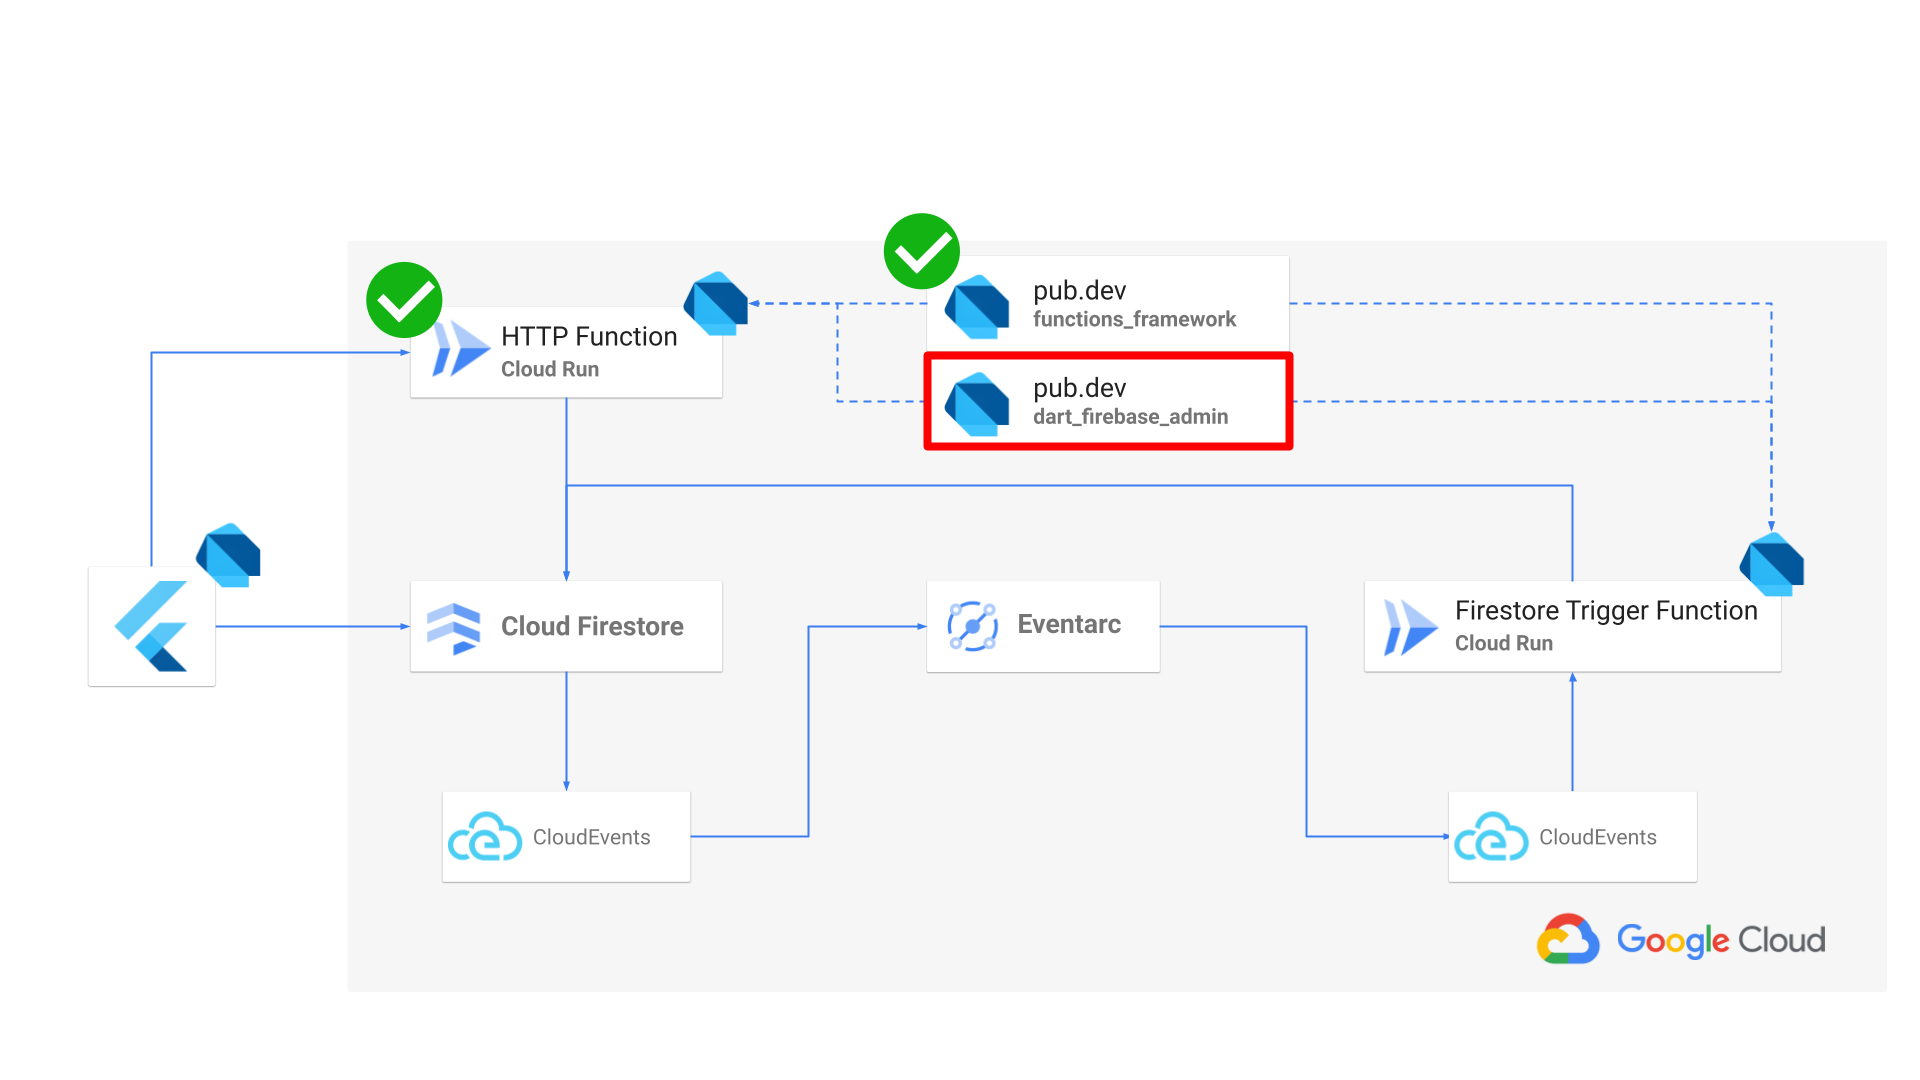 pub.dev
functions_framework
HTTP Function
Cloud Run
pub.dev
dart_firebase_admin
Cloud Firestore
Eventarc
Firestore Trigger Function
Cloud Run
CloudEvents
CloudEvents
Google Cloud